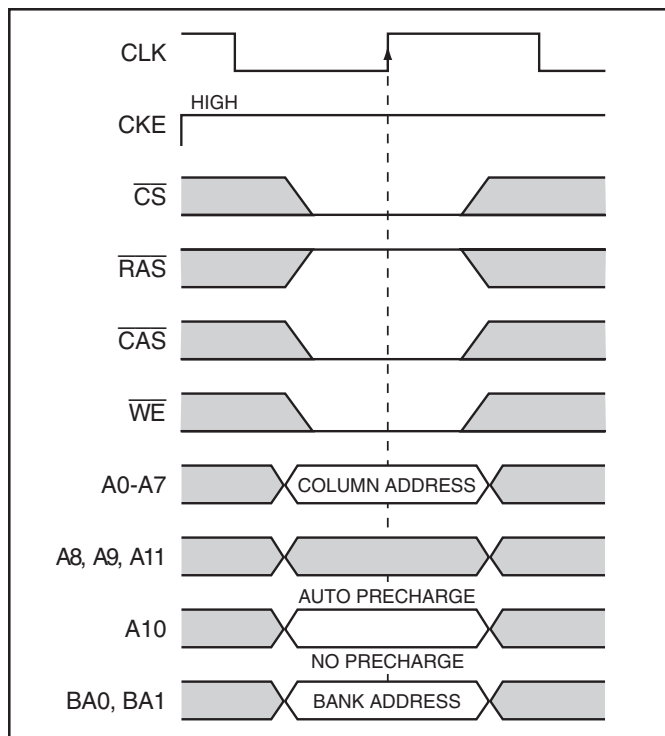 CLK
HIGH
CKE
CS
RAS
CAS
WE
A0-A7 COLUMN ADDRESS
A8, A9, A11
AUTO PRECHARGE
A10
NO PRECHARGE
BA0, BA1 BANK ADDRESS